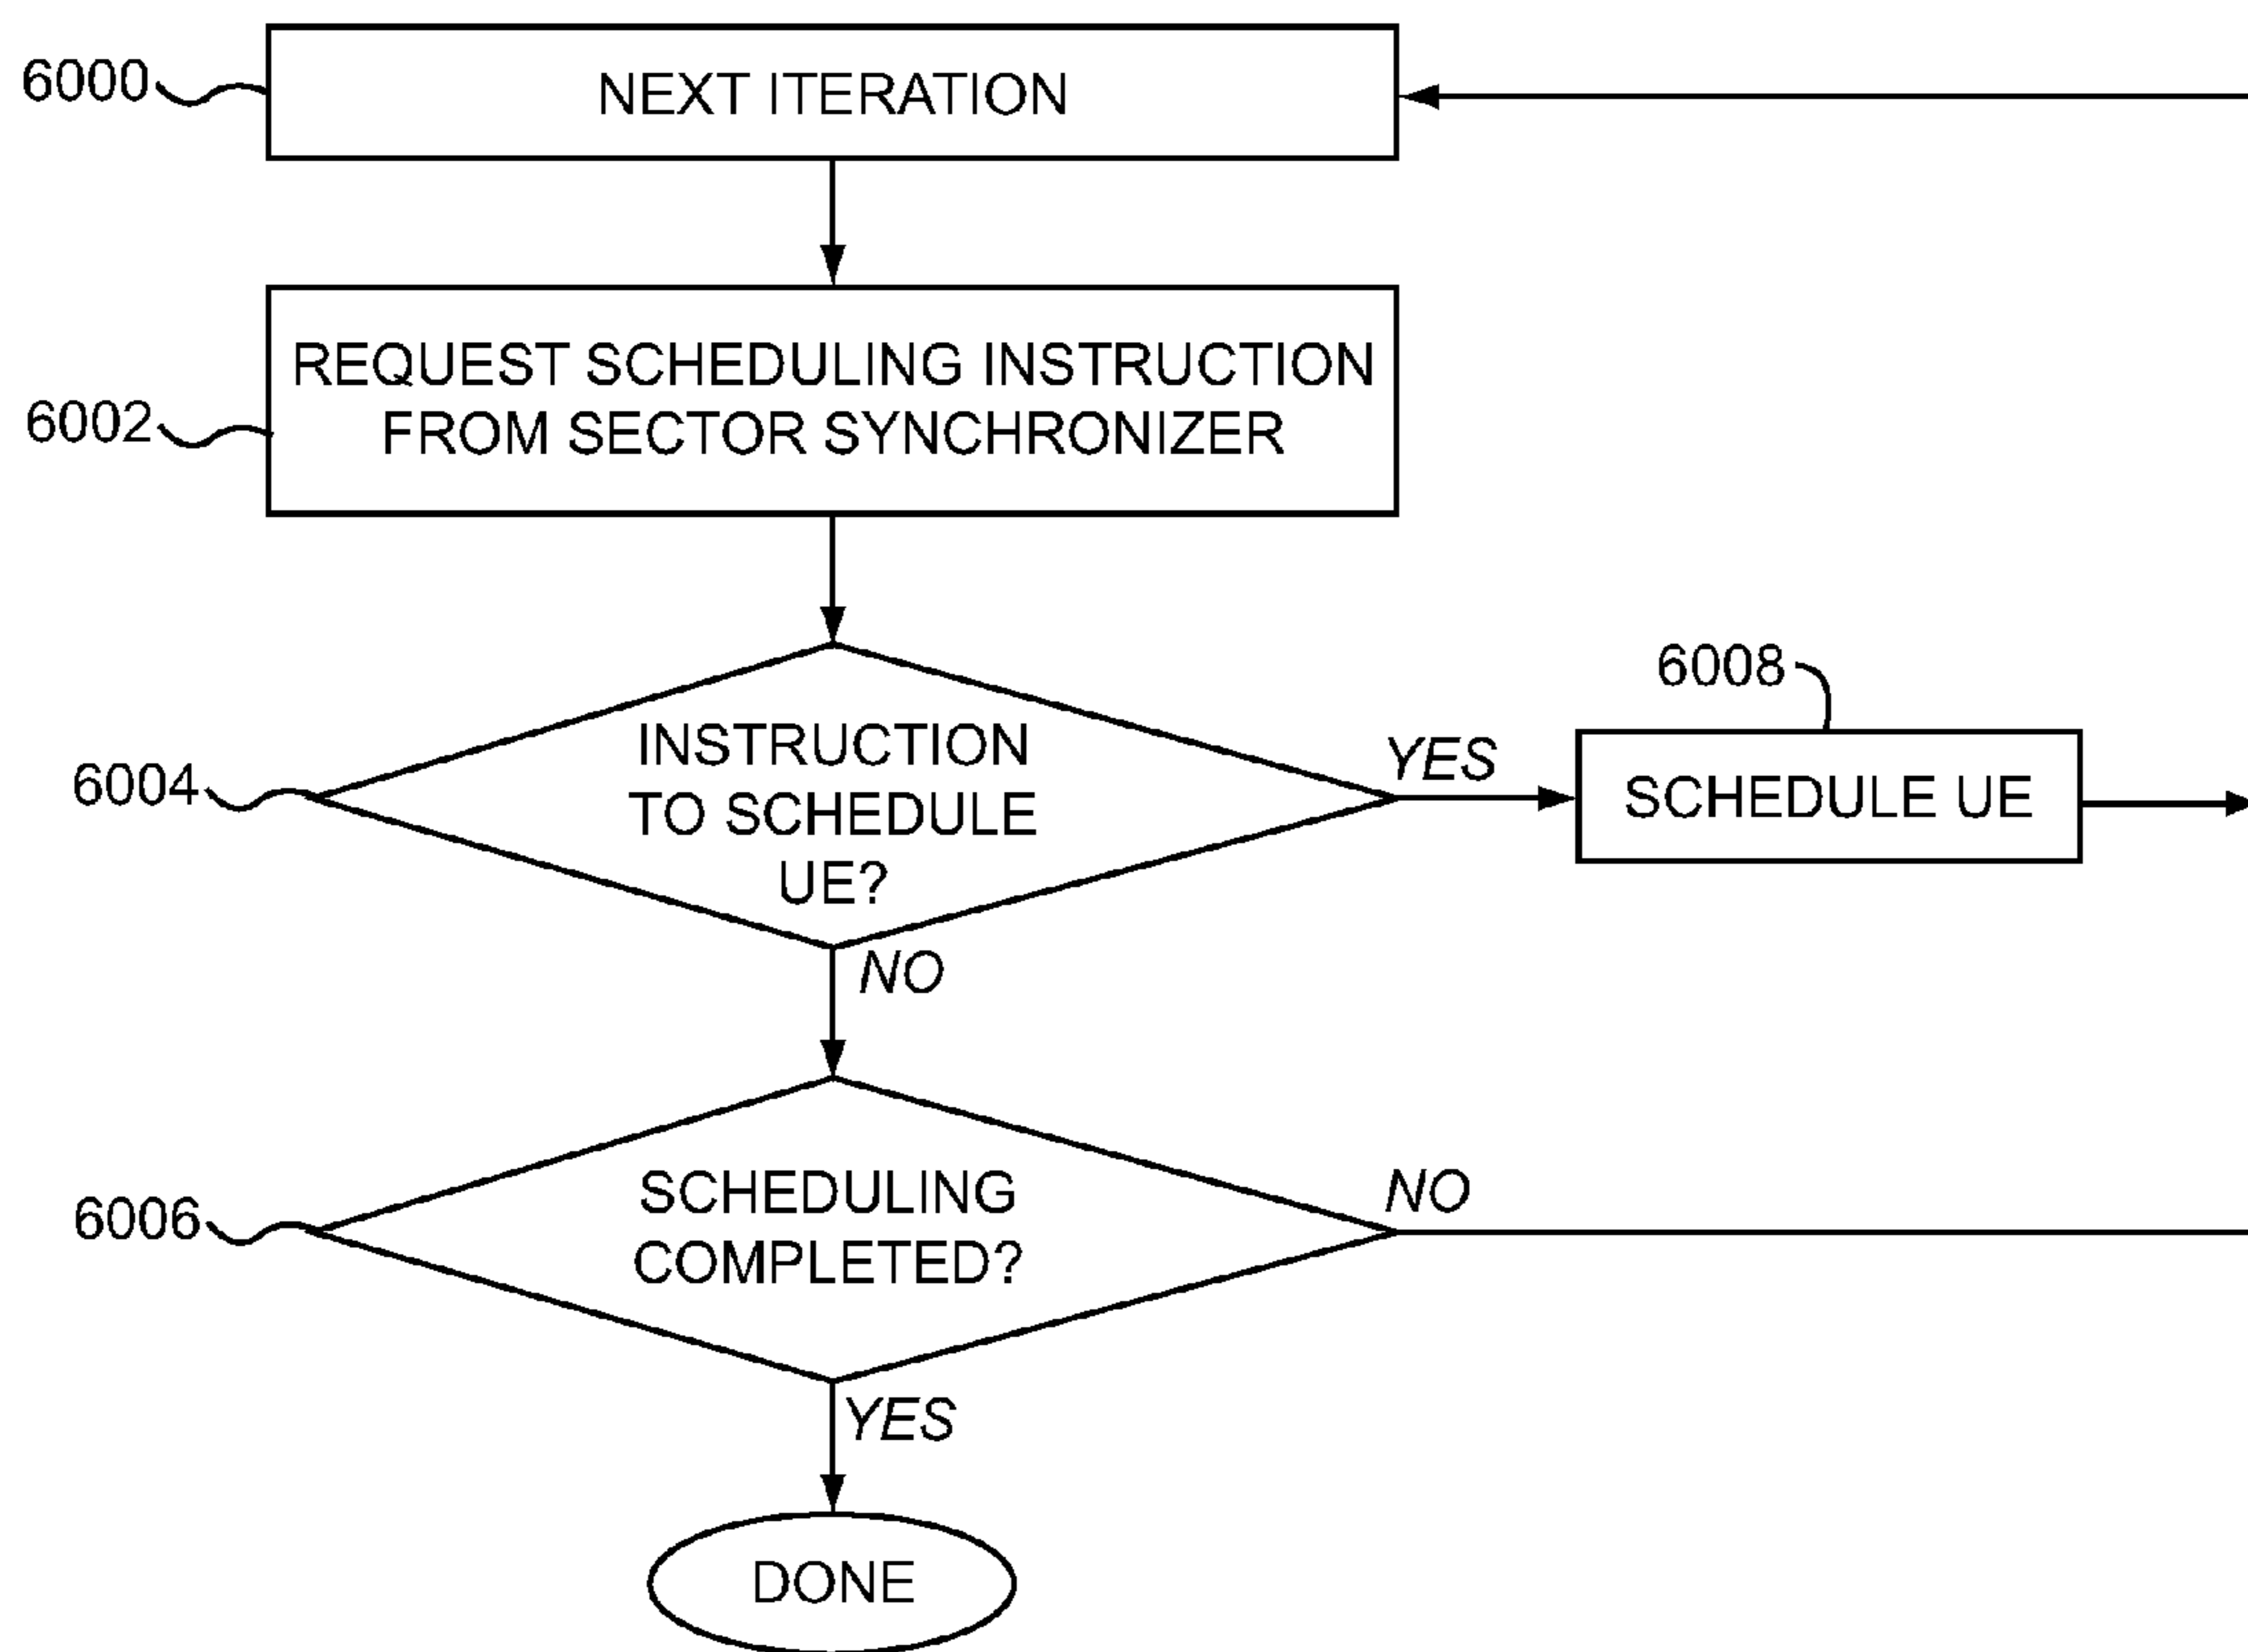 6000
NEXT ITERATION
REQUEST SCHEDULING INSTRUCTION
FROM SECTOR SYNCHRONIZER
6002
6008
INSTRUCTION
TO SCHEDULE
UE?
6004
YES
SCHEDULE UE
NO
SCHEDULING
COMPLETED?
6006
NO
YES
DONE